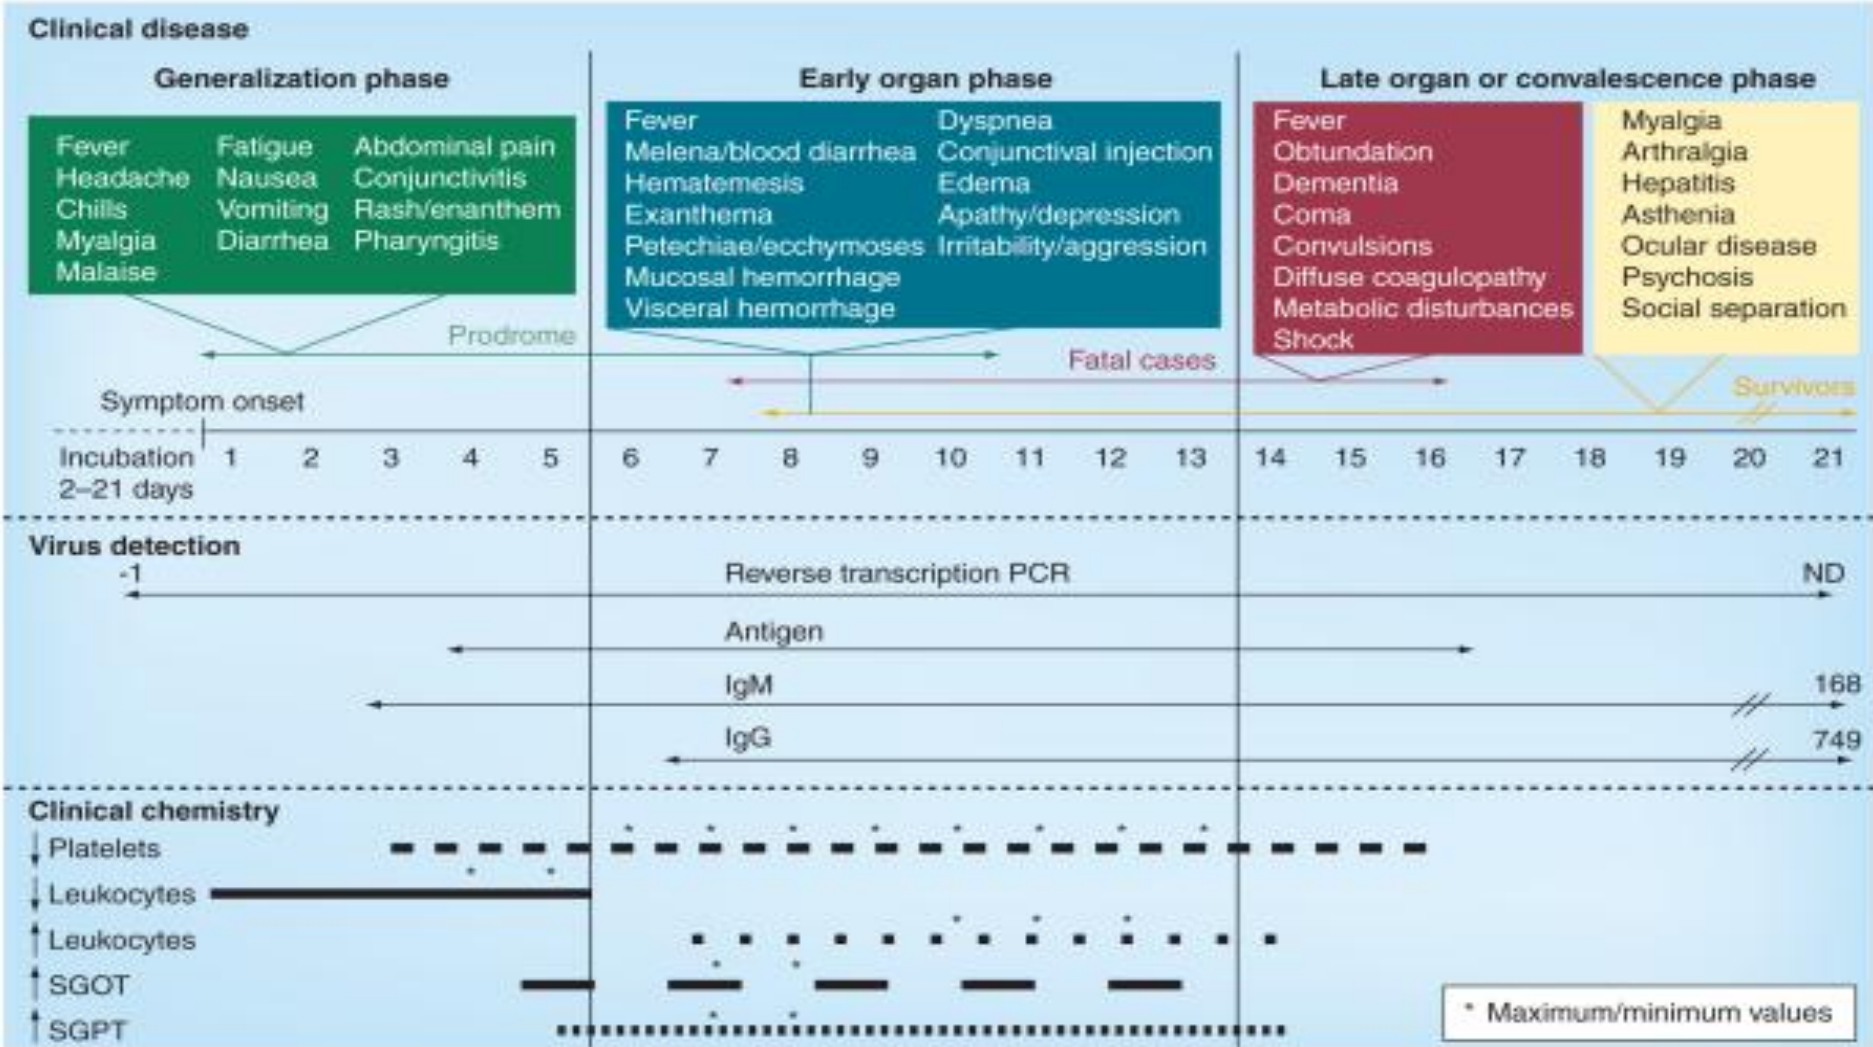 Clinical disease
Generalization phase
Early organ phase
Late organ or convalescence phase
Fever
Headache
Chills
Myalgia
Malaise
Fatigue
Nausea
Vomiting
Diarrhea
Abdominal pain
Conjunctivitis
Rash/enanthem
Pharyngitis
Fever
Melena/blood diarrhea
Hematemesis
Exanthema
Petechiae/ecchymoses
Mucosal hemorrhage
Visceral hemorrhage
Dyspnea
Conjunctival injection
Edema
Apathy/depression
Irritability/aggression
Fever
Obtundation
Dementia
Coma
Convulsions
Diffuse coagulopathy
Metabolic disturbances
Shock
Myalgia
Arthralgia
Hepatitis
Asthenia
Ocular disease
Psychosis
Social separation
Prodrome
Fatal cases
Survivors
Symptom onset
Incubation
2–21 days
1 2 3 4 5 6 7 8 9 10 11 12 13 14 15 16 17 18 19 20 21
Virus detection
-1
Reverse transcription PCR
ND
Antigen
IgM
168
IgG
749
Clinical chemistry
↓ Platelets
↓ Leukocytes
↑ Leukocytes
↑ SGOT
↑ SGPT
* Maximum/minimum values